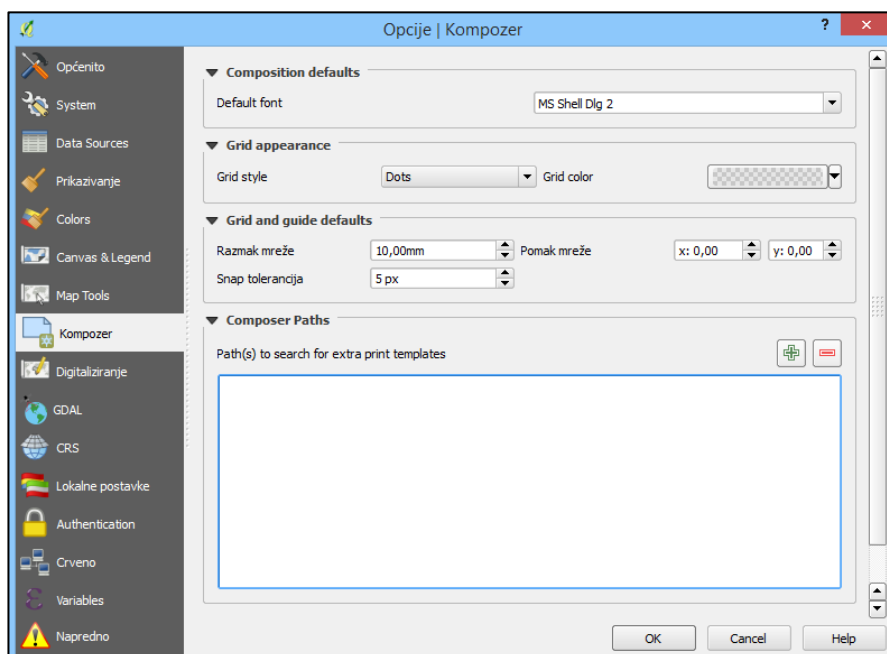 Opcije | Kompozer
?
x
Općenito
System
Data Sources
Prikazivanje
Colors
Canvas & Legend
Map Tools
Kompozer
Digitaliziranje
GDAL
CRS
Lokalne postavke
Authentication
Crveno
Variables
Napredno
Composition defaults
Default font
MS Shell Dlg 2
Grid appearance
Grid style
Dots
Grid color
Grid and guide defaults
Razmak mreže
10,00mm
Pomak mreže
x: 0,00
y: 0,00
Snap tolerancija
5 px
Composer Paths
Path(s) to search for extra print templates
OK
Cancel
Help